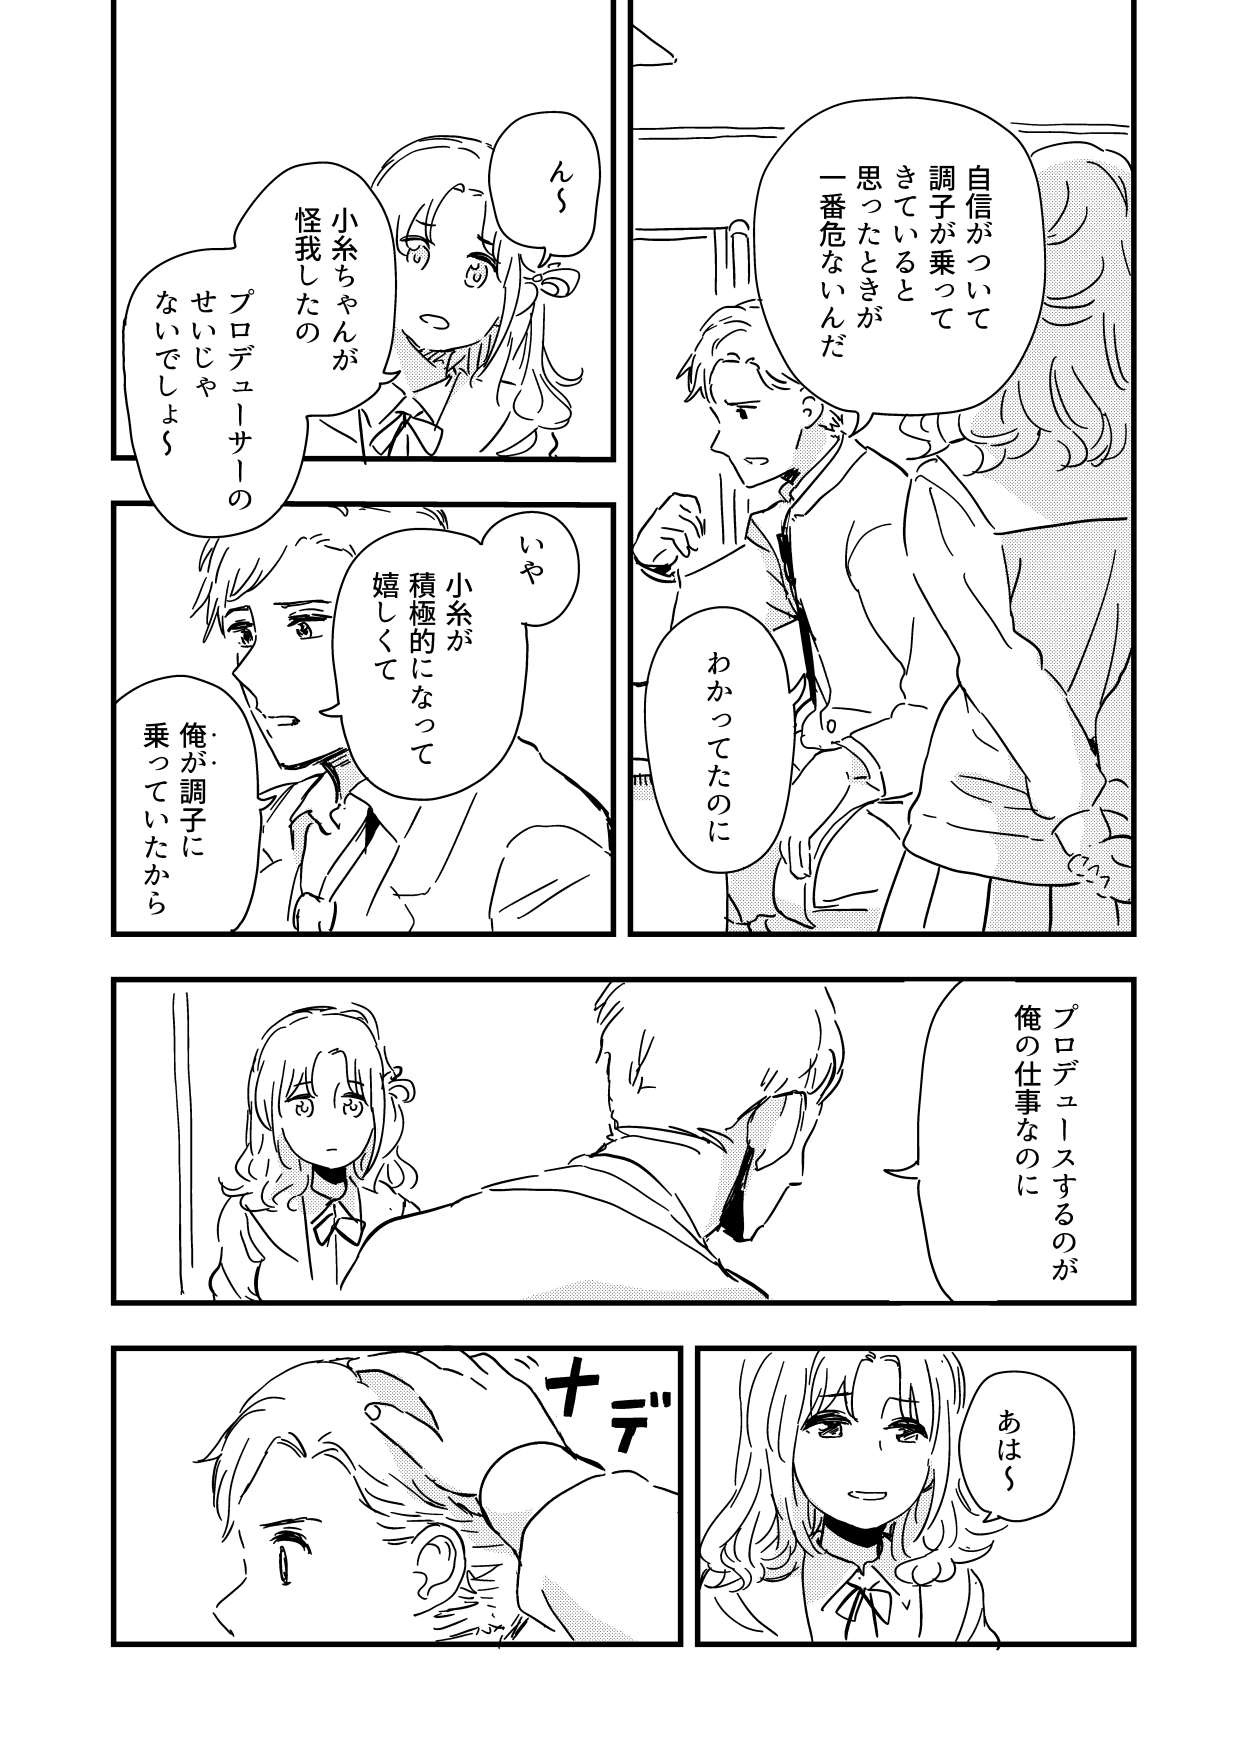 自信がついて
調子が乗って
きていると
思ったときが
一番危ないんだ
わかってたのに
ん〜
小糸ちゃんが
怪我したの
プロデューサーの
せいじゃ
ないでしょ〜
いや
小糸が
積極的になって
嬉しくて
俺が調子に
乗っていたから
プロデュースするのが
俺の仕事なのに
あは〜
ナデ